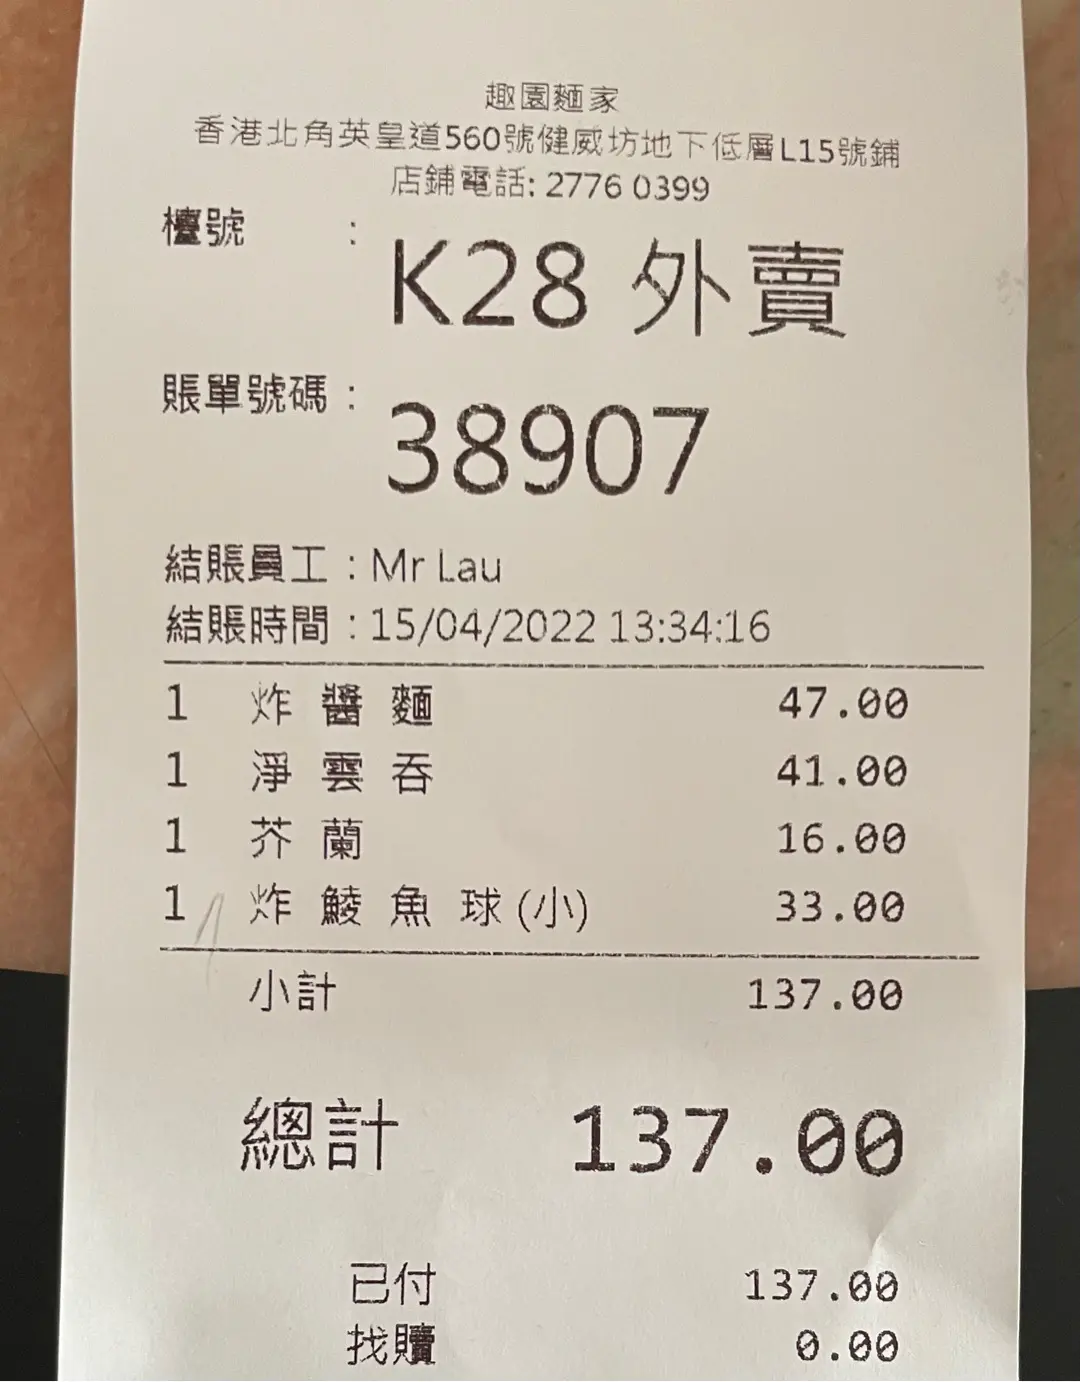 趣園麵家
香港北角英皇道560號健威坊地下低層L15號鋪
店鋪電話: 2776 0399
檯號 : K28 外賣
賬單號碼 : 38907
結賬員工 : Mr Lau
結賬時間 : 15/04/2022 13:34:16
1 炸醬麵 47.00
1 淨雲吞 41.00
1 芥蘭 16.00
1 炸鯪魚球(小) 33.00
小計 137.00
總計 137.00
已付 137.00
找贖 0.00